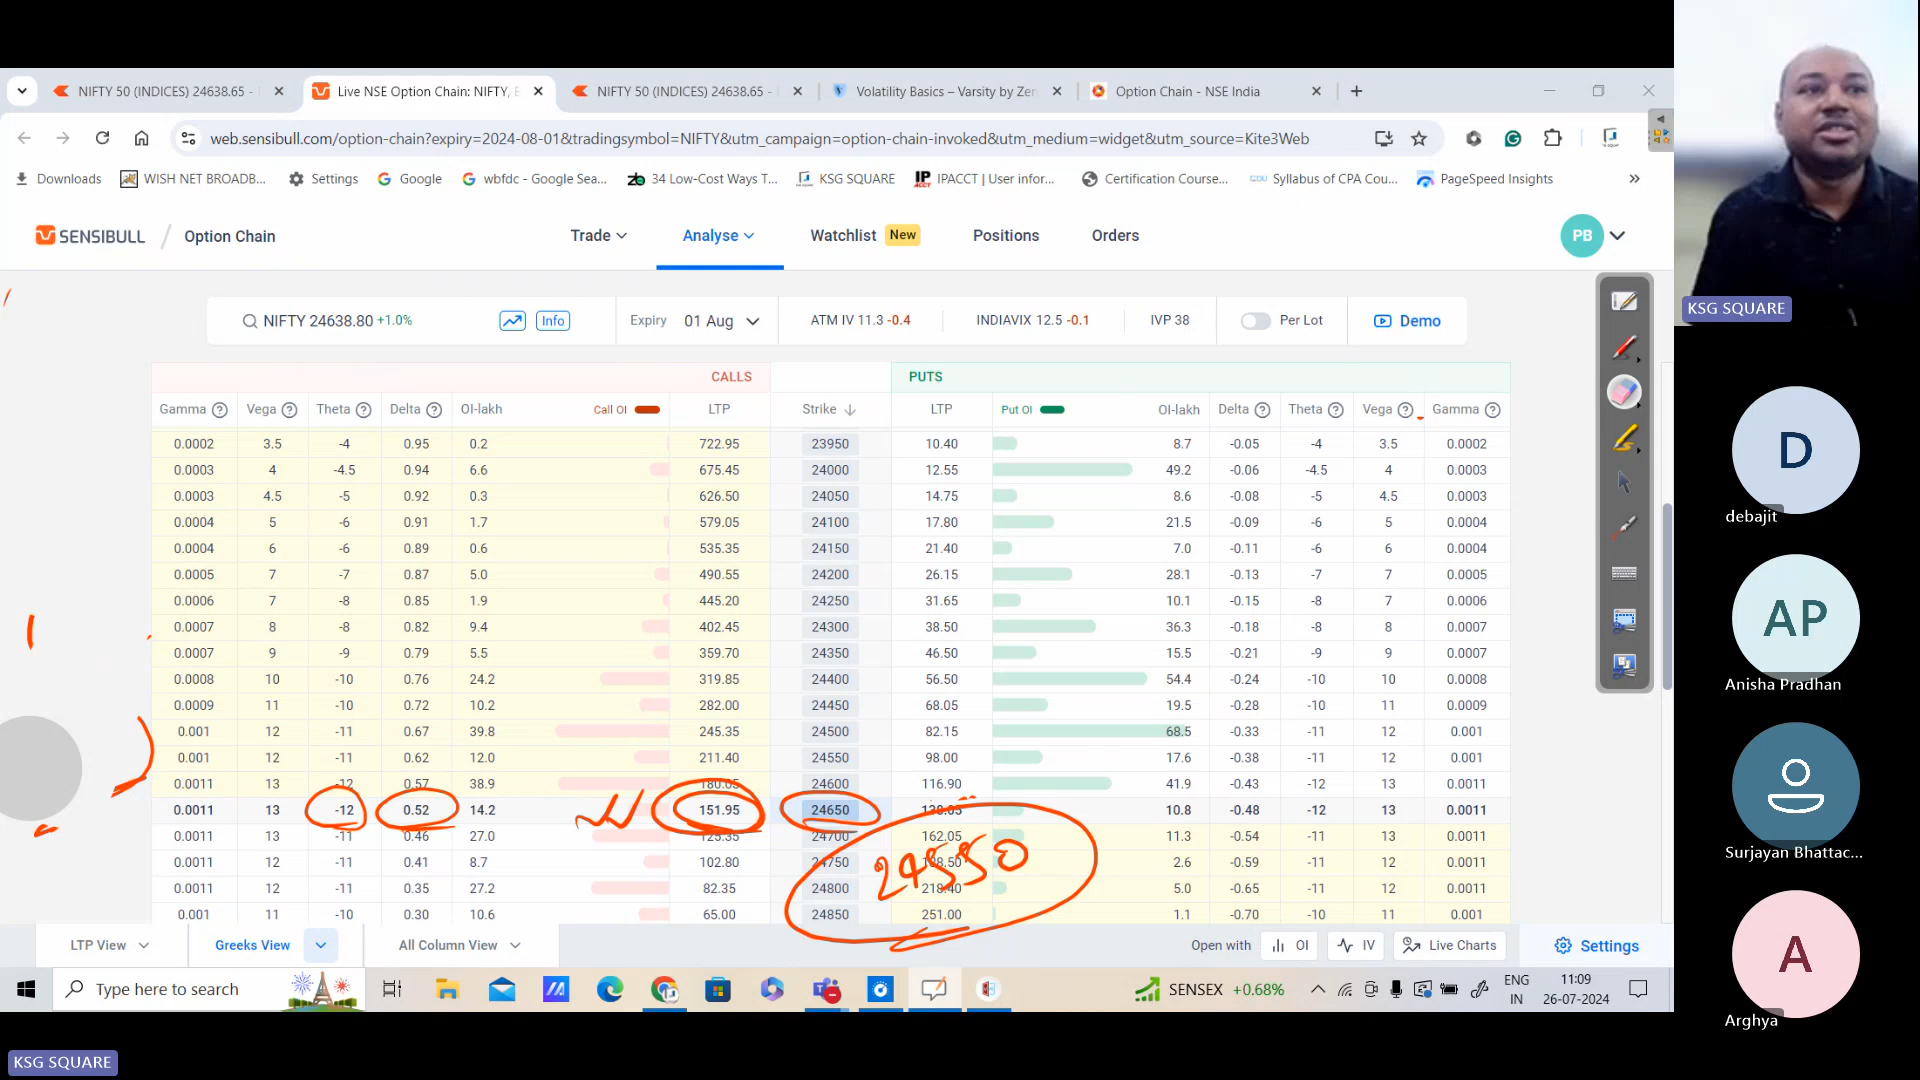 NIFTY 50 (INDICES) 24638.65 -
Live NSE Option Chain: NIFTY, B
NIFTY 50 (INDICES) 24638.65 -
Volatility Basics – Varsity by Zer
Option Chain - NSE India
web.sensibull.com/option-chain?expiry=2024-08-01&tradingsymbol=NIFTY&utm_campaign=option-chain-invoked&utm_medium=widget&utm_source=Kite3Web
Downloads WISH NET BROADB... Settings Google wbfdc - Google Sea... 34 Low-Cost Ways T... KSG SQUARE IPACCT | User infor... Certification Course... Syllabus of CPA Cou... PageSpeed Insights
SENSIBULL / Option Chain Trade Analyse Watchlist New Positions Orders PB
KSG SQUARE
NIFTY 24638.80 +1.0% Info Expiry 01 Aug ATM IV 11.3 -0.4 INDIAVIX 12.5 -0.1 IVP 38 Per Lot Demo
CALLS PUTS
Gamma Vega Theta Delta OI-lakh Call OI LTP Strike LTP Put OI OI-lakh Delta Theta Vega Gamma
0.0002 3.5 -4 0.95 0.2 722.95 23950 10.40 8.7 -0.05 -4 3.5 0.0002
0.0003 4 -4.5 0.94 6.6 675.45 24000 12.55 49.2 -0.06 -4.5 4 0.0003
0.0003 4.5 -5 0.92 0.3 626.50 24050 14.75 8.6 -0.08 -5 4.5 0.0003
0.0004 5 -6 0.91 1.7 579.05 24100 17.80 21.5 -0.09 -6 5 0.0004
0.0004 6 -6 0.89 0.6 535.35 24150 21.40 7.0 -0.11 -6 6 0.0004
0.0005 7 -7 0.87 5.0 490.55 24200 26.15 28.1 -0.13 -7 7 0.0005
0.0006 7 -8 0.85 1.9 445.20 24250 31.65 10.1 -0.15 -8 7 0.0006
0.0007 8 -8 0.82 9.4 402.45 24300 38.50 36.3 -0.18 -8 8 0.0007
0.0007 9 -9 0.79 5.5 359.70 24350 46.50 15.5 -0.21 -9 9 0.0007
0.0008 10 -10 0.76 24.2 319.85 24400 56.50 54.4 -0.24 -10 10 0.0008
0.0009 11 -10 0.72 10.2 282.00 24450 68.05 19.5 -0.28 -10 11 0.0009
0.001 12 -11 0.67 39.8 245.35 24500 82.15 68.5 -0.33 -11 12 0.001
0.001 12 -11 0.62 12.0 211.40 24550 98.00 17.6 -0.38 -11 12 0.001
0.0011 13 -12 0.57 38.9 180.05 24600 116.90 41.9 -0.43 -12 13 0.0011
0.0011 13 -12 0.52 14.2 151.95 24650 10.8 -0.48 -12 13 0.0011
0.0011 13 -11 0.46 27.0 125.35 24700 162.05 11.3 -0.54 -11 13 0.0011
0.0011 12 -11 0.41 8.7 102.80 24750 2.6 -0.59 -11 12 0.0011
24550
0.0011 12 -11 0.35 27.2 82.35 24800 218.40 5.0 -0.65 -11 12 0.0011
0.001 11 -10 0.30 10.6 65.00 24850 251.00 1.1 -0.70 -10 11 0.001
LTP View Greeks View All Column View Open with OI IV Live Charts Settings
Type here to search SENSEX +0.68% ENG IN 11:09 26-07-2024
D
debajit
AP
Anisha Pradhan
Surjayan Bhattac...
A
Arghya
KSG SQUARE